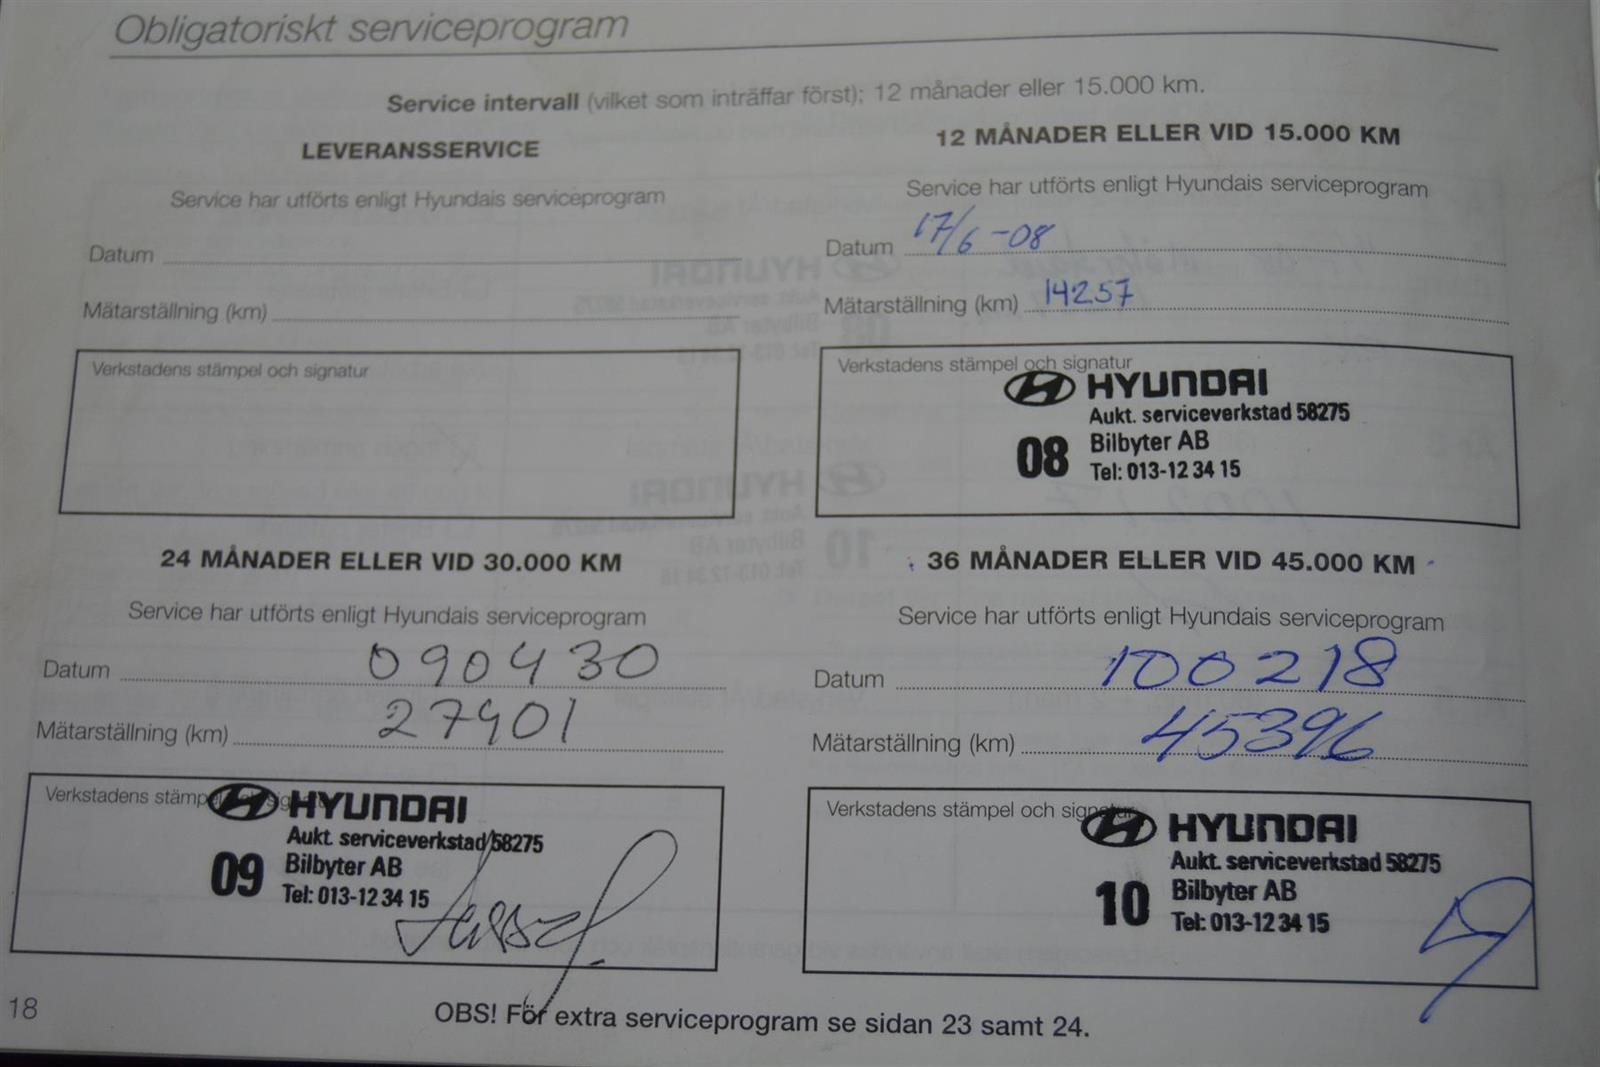 Obligatoriskt serviceprogram
Service intervall (vilket som inträffar först); 12 månader eller 15.000 km.
LEVERANSSERVICE
Service har utförts enligt Hyundais serviceprogram
Datum
Mätarställning (km)
Verkstadens stämpel och signatur
12 MÅNADER ELLER VID 15.000 KM
Service har utförts enligt Hyundais serviceprogram
Datum 17/6-08
Mätarställning (km) 14257
Verkstadens stämpel och signatur
HYUNDAI
Aukt. serviceverkstad 58275
08 Bilbyter AB
Tel: 013-12 34 15
24 MÅNADER ELLER VID 30.000 KM
Service har utförts enligt Hyundais serviceprogram
Datum 090430
Mätarställning (km) 27901
Verkstadens stämpel och signatur
HYUNDAI
Aukt. serviceverkstad 58275
09 Bilbyter AB
Tel: 013-12 34 15
36 MÅNADER ELLER VID 45.000 KM
Service har utförts enligt Hyundais serviceprogram
Datum 100218
Mätarställning (km) 45396
Verkstadens stämpel och signatur
HYUNDAI
Aukt. serviceverkstad 58275
10 Bilbyter AB
Tel: 013-12 34 15
18
OBS! För extra serviceprogram se sidan 23 samt 24.